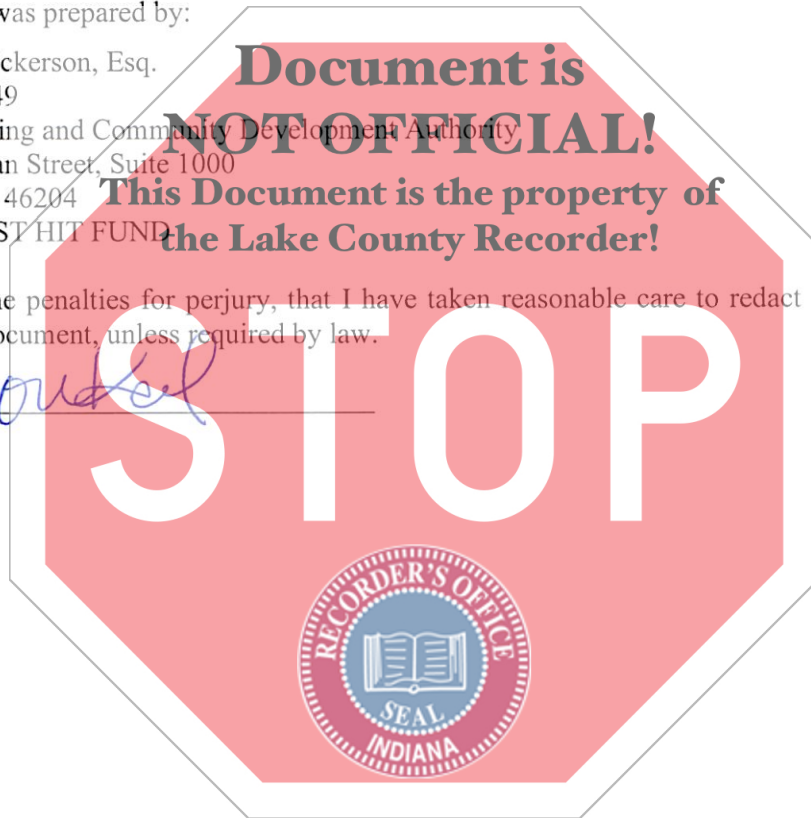 was prepared by:
ckerson, Esq.
49
ing and Community Development Authority
an Street, Suite 1000
46204
ST HIT FUND
e penalties for perjury, that I have taken reasonable care to redact
ocument, unless required by law.
Document is
NOT OFFICIAL!
This Document is the property of
the Lake County Recorder!
STOP
RECORDER'S OFFICE
SEAL
INDIANA